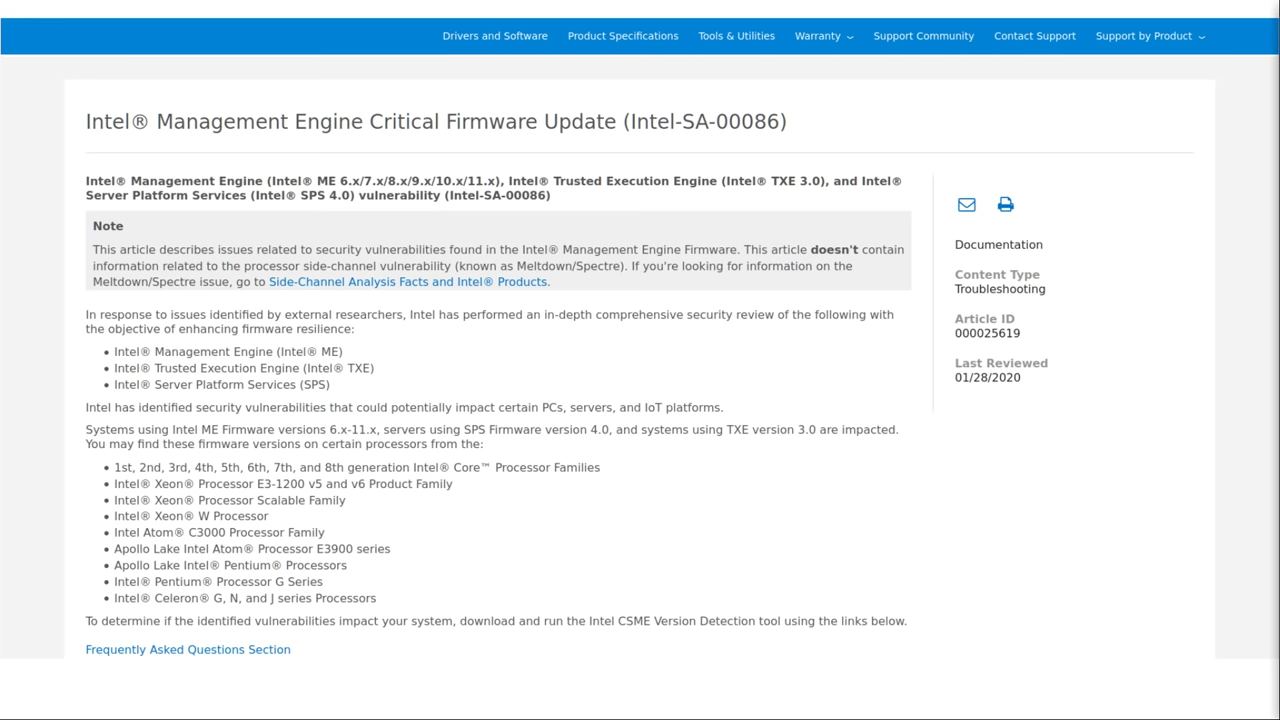 Drivers and Software Product Specifications Tools & Utilities Warranty Support Community Contact Support Support by Product
Intel® Management Engine Critical Firmware Update (Intel-SA-00086)
Intel® Management Engine (Intel® ME 6.x/7.x/8.x/9.x/10.x/11.x), Intel® Trusted Execution Engine (Intel® TXE 3.0), and Intel®
Server Platform Services (Intel® SPS 4.0) vulnerability (Intel-SA-00086)
Note
This article describes issues related to security vulnerabilities found in the Intel® Management Engine Firmware. This article doesn't contain
information related to the processor side-channel vulnerability (known as Meltdown/Spectre). If you're looking for information on the
Meltdown/Spectre issue, go to Side-Channel Analysis Facts and Intel® Products.
In response to issues identified by external researchers, Intel has performed an in-depth comprehensive security review of the following with
the objective of enhancing firmware resilience:
• Intel® Management Engine (Intel® ME)
• Intel® Trusted Execution Engine (Intel® TXE)
• Intel® Server Platform Services (SPS)
Intel has identified security vulnerabilities that could potentially impact certain PCs, servers, and IoT platforms.
Systems using Intel ME Firmware versions 6.x-11.x, servers using SPS Firmware version 4.0, and systems using TXE version 3.0 are impacted.
You may find these firmware versions on certain processors from the:
• 1st, 2nd, 3rd, 4th, 5th, 6th, 7th, and 8th generation Intel® Core™ Processor Families
• Intel® Xeon® Processor E3-1200 v5 and v6 Product Family
• Intel® Xeon® Processor Scalable Family
• Intel® Xeon® W Processor
• Intel Atom® C3000 Processor Family
• Apollo Lake Intel Atom® Processor E3900 series
• Apollo Lake Intel® Pentium® Processors
• Intel® Pentium® Processor G Series
• Intel® Celeron® G, N, and J series Processors
To determine if the identified vulnerabilities impact your system, download and run the Intel CSME Version Detection tool using the links below.
Frequently Asked Questions Section
Documentation
Content Type
Troubleshooting
Article ID
000025619
Last Reviewed
01/28/2020